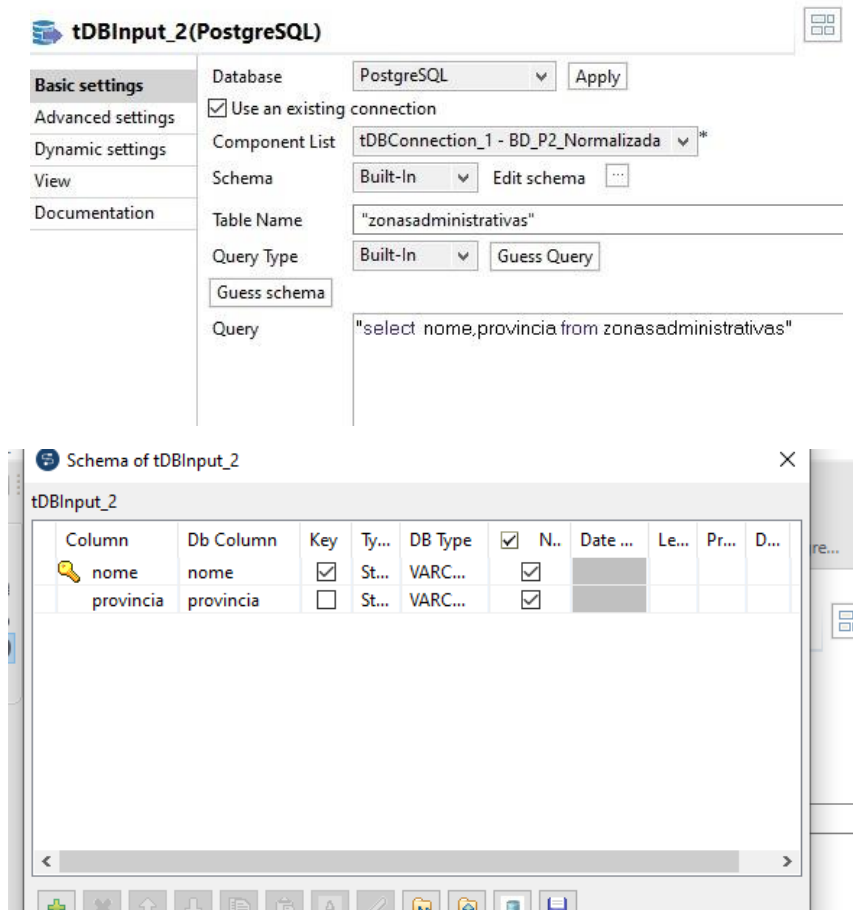 tDBInput_2(PostgreSQL)
Basic settings
Advanced settings
Dynamic settings
View
Documentation
Database PostgreSQL Apply
Use an existing connection
Component List tDBConnection_1 - BD_P2_Normalizada *
Schema Built-In Edit schema ...
Table Name "zonasadministrativas"
Query Type Built-In Guess Query
Guess schema
Query "select nome,provincia from zonasadministrativas"
Schema of tDBInput_2
tDBInput_2
Column Db Column Key Ty... DB Type N.. Date ... Le... Pr... D...
nome nome St... VARC...
provincia provincia St... VARC...
re...